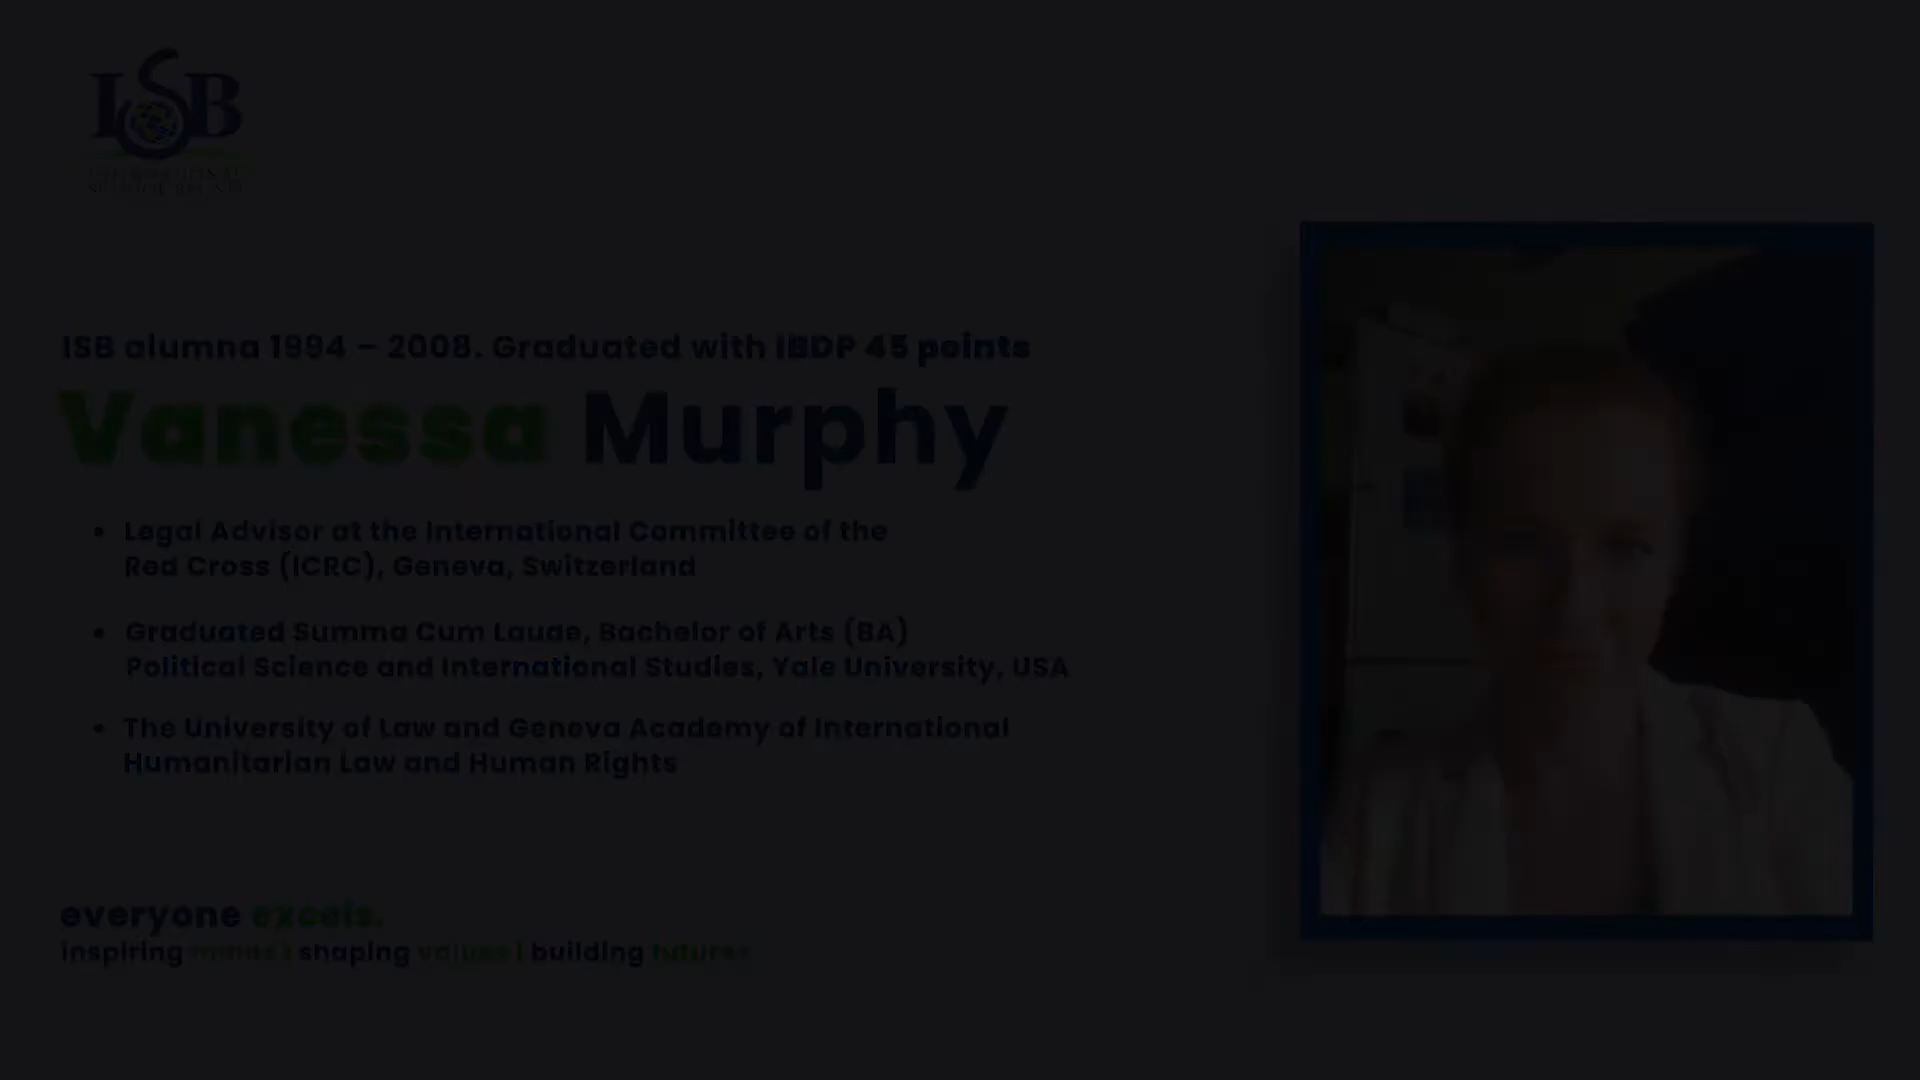 ISB
ISB alumna 1994 – 2008. Graduated with IBDP 45 points
Vanessa Murphy
• Legal Advisor at the International Committee of the
Red Cross (ICRC), Geneva, Switzerland
• Graduated Summa Cum Laude, Bachelor of Arts (BA)
Political Science and International Studies, Yale University, USA
• The University of Law and Geneva Academy of International
Humanitarian Law and Human Rights
everyone excels.
inspiring minds | shaping values | building futures